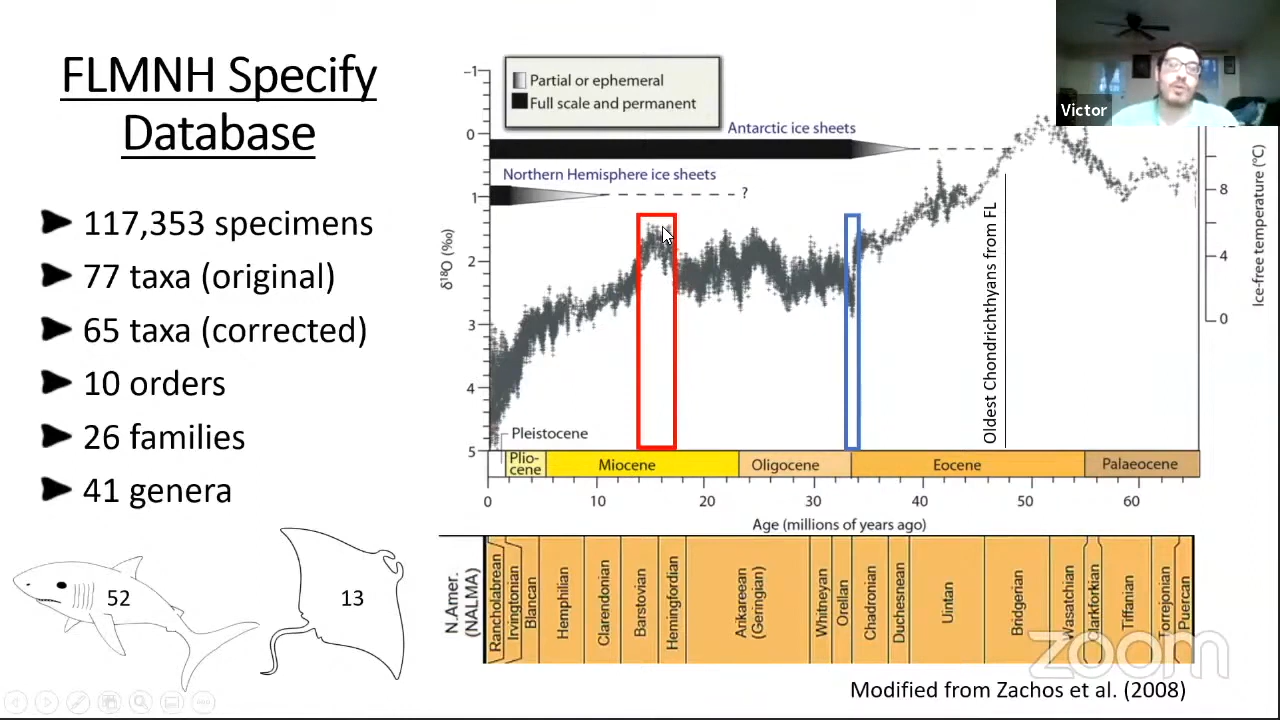 FLMNH Specify
Database
117,353 specimens
77 taxa (original)
65 taxa (corrected)
10 orders
26 families
41 genera
52
13
Partial or ephemeral
Full scale and permanent
Antarctic ice sheets
Northern Hemisphere ice sheets
?
–1
0
1
2
3
4
5
δ18O (‰)
8
4
0
Ice-free temperature (°C)
Oldest Chondrichthyans from FL
Pleistocene
Plio-
cene
Miocene
Oligocene
Eocene
Palaeocene
0 10 20 30 40 50 60
Age (millions of years ago)
N.Amer.
(NALMA)
Rancholabrean
Irvingtonian
Blancan
Hemphilian
Clarendonian
Barstovian
Hemingfordian
Arikareean
(Geringian)
Whitneyan
Orellan
Chadronian
Duchesnean
Uintan
Bridgerian
Wasatchian
Clarkforkian
Tiffanian
Torrejonian
Puercan
Modified from Zachos et al. (2008)
Victor
zoom